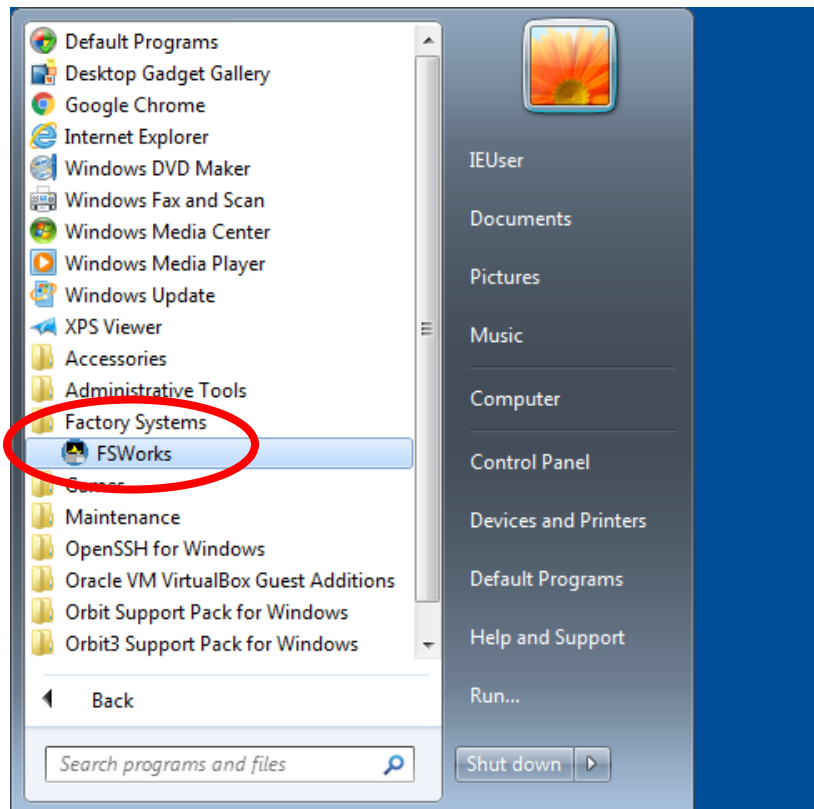 Default Programs
Desktop Gadget Gallery
Google Chrome
Internet Explorer
Windows DVD Maker
Windows Fax and Scan
Windows Media Center
Windows Media Player
Windows Update
XPS Viewer
Accessories
Administrative Tools
Factory Systems
FSWorks
Games
Maintenance
OpenSSH for Windows
Oracle VM VirtualBox Guest Additions
Orbit Support Pack for Windows
Orbit3 Support Pack for Windows
Back
Search programs and files
IEUser
Documents
Pictures
Music
Computer
Control Panel
Devices and Printers
Default Programs
Help and Support
Run...
Shut down